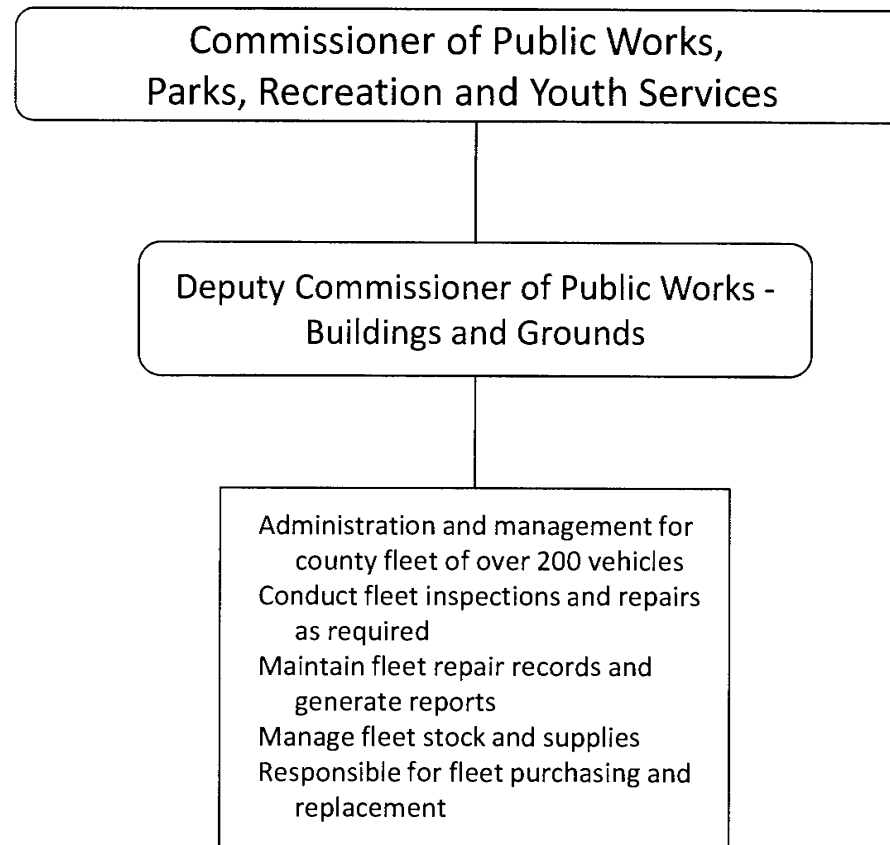 Commissioner of Public Works,
Parks, Recreation and Youth Services
Deputy Commissioner of Public Works -
Buildings and Grounds
Administration and management for
county fleet of over 200 vehicles
Conduct fleet inspections and repairs
as required
Maintain fleet repair records and
generate reports
Manage fleet stock and supplies
Responsible for fleet purchasing and
replacement